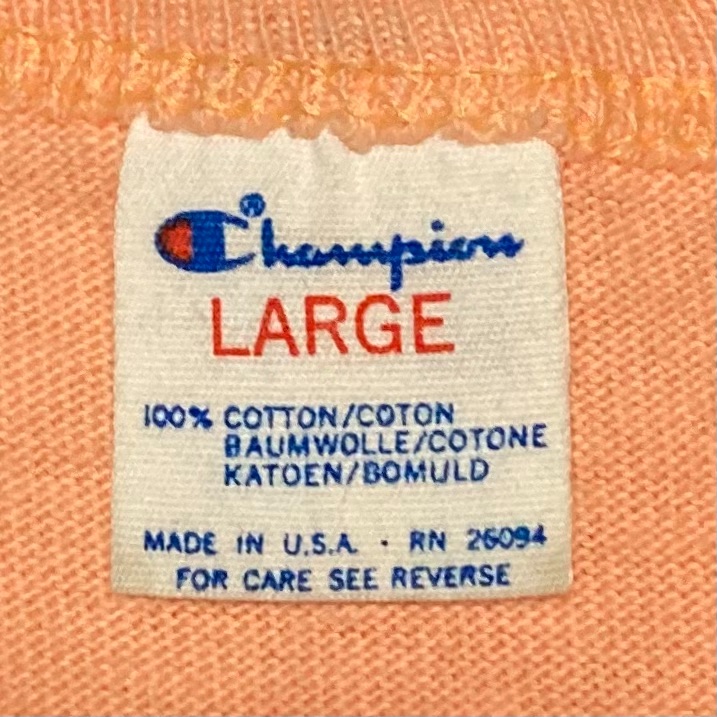 Champion®
LARGE
100% COTTON/COTON
BAUMWOLLE/COTONE
KATOEN/BOMULD
MADE IN U.S.A. · RN 26094
FOR CARE SEE REVERSE